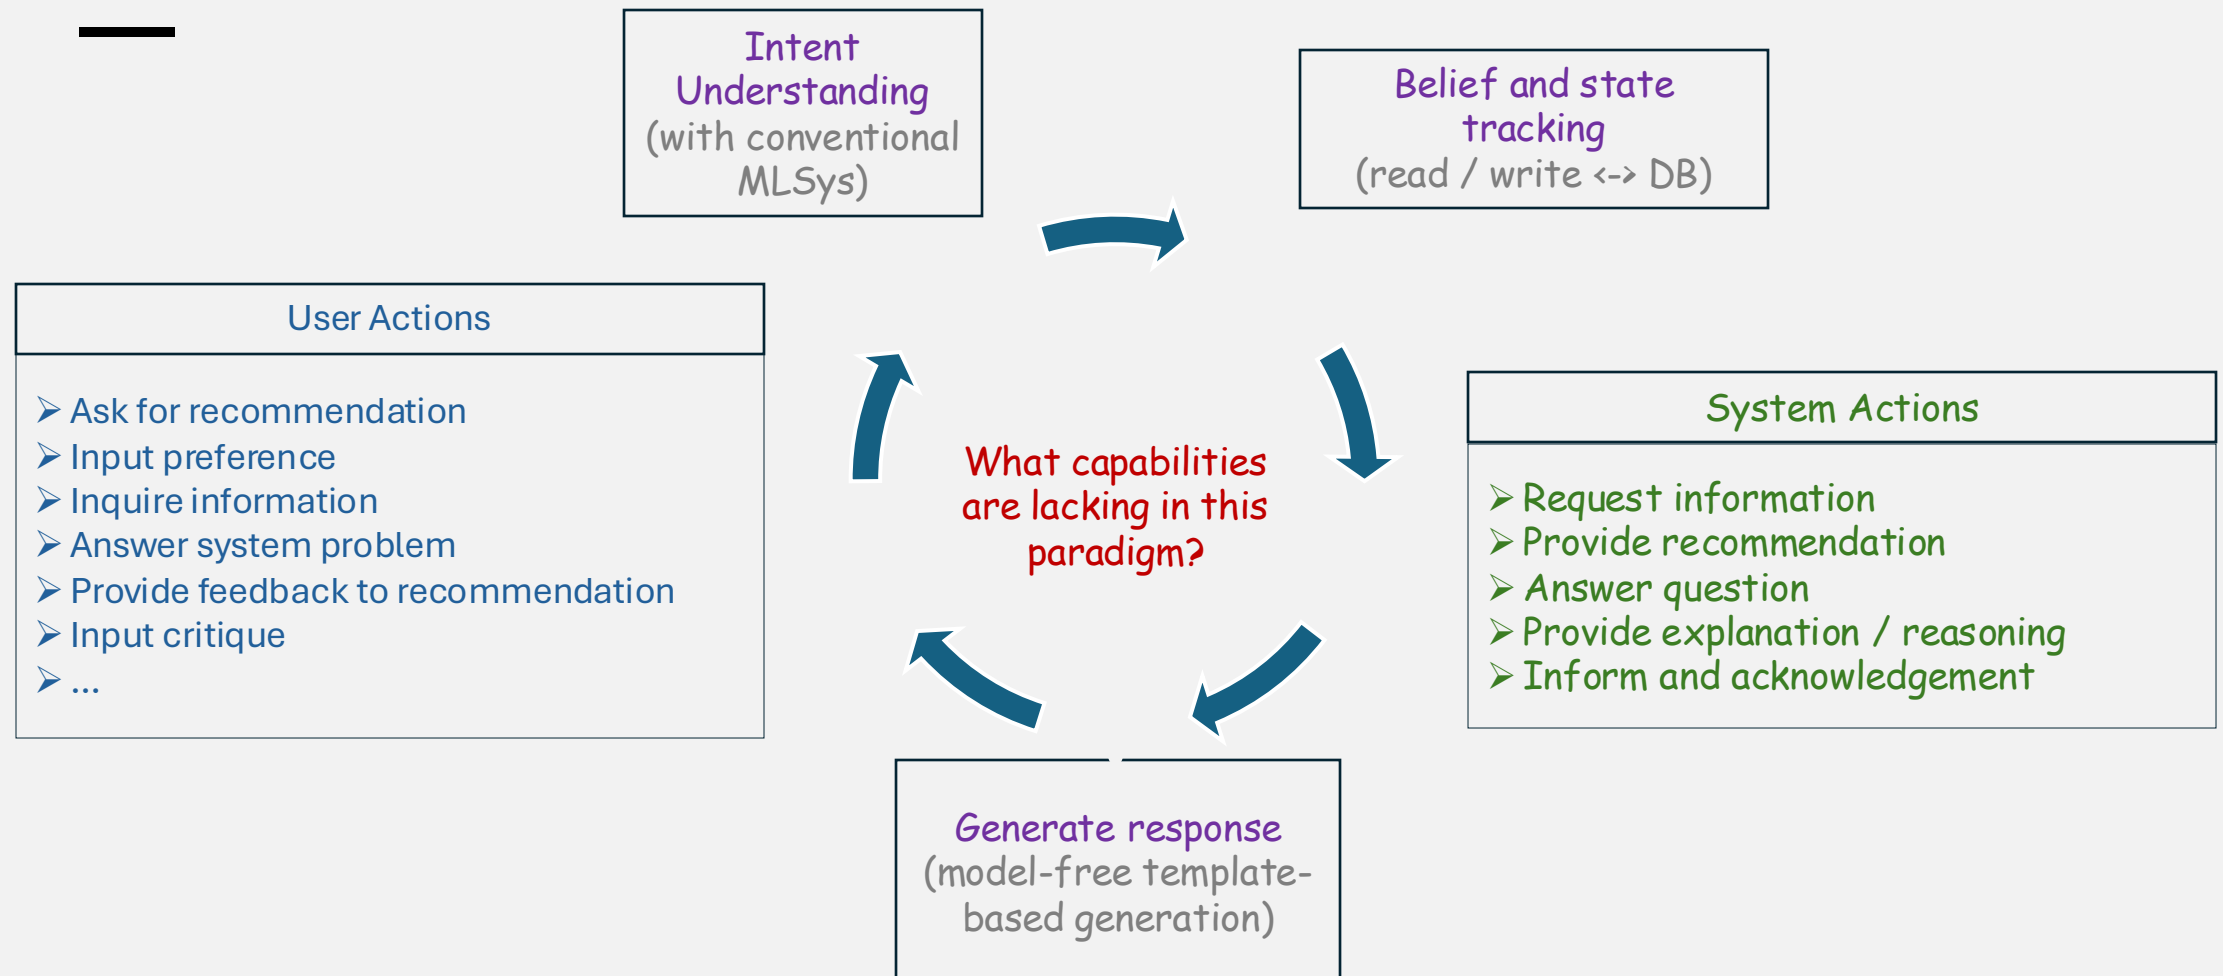 Intent
Understanding
(with conventional
MLSys)
Belief and state
tracking
(read / write <-> DB)
User Actions
➢ Ask for recommendation
➢ Input preference
➢ Inquire information
➢ Answer system problem
➢ Provide feedback to recommendation
➢ Input critique
➢ ...
What capabilities
are lacking in this
paradigm?
System Actions
➢ Request information
➢ Provide recommendation
➢ Answer question
➢ Provide explanation / reasoning
➢ Inform and acknowledgement
Generate response
(model-free template-
based generation)